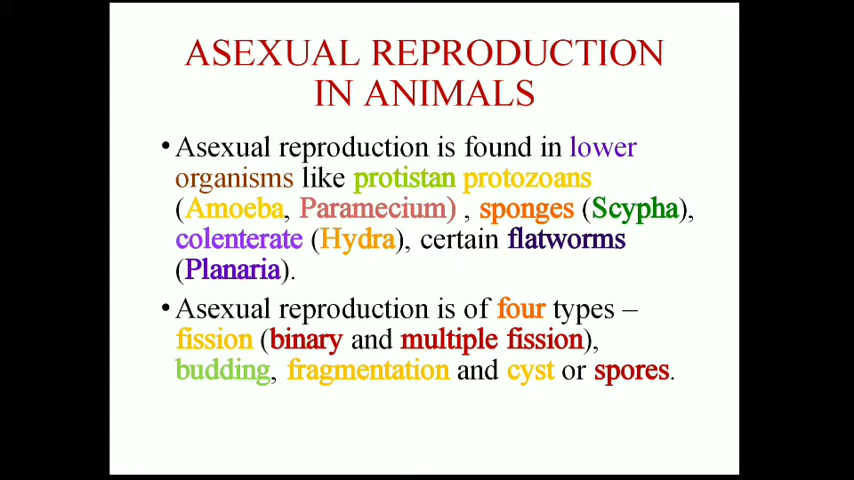 ASEXUAL REPRODUCTION
IN ANIMALS
• Asexual reproduction is found in lower
organisms like protistan protozoans
(Amoeba, Paramecium) , sponges (Scypha),
colenterate (Hydra), certain flatworms
(Planaria).
• Asexual reproduction is of four types –
fission (binary and multiple fission),
budding, fragmentation and cyst or spores.